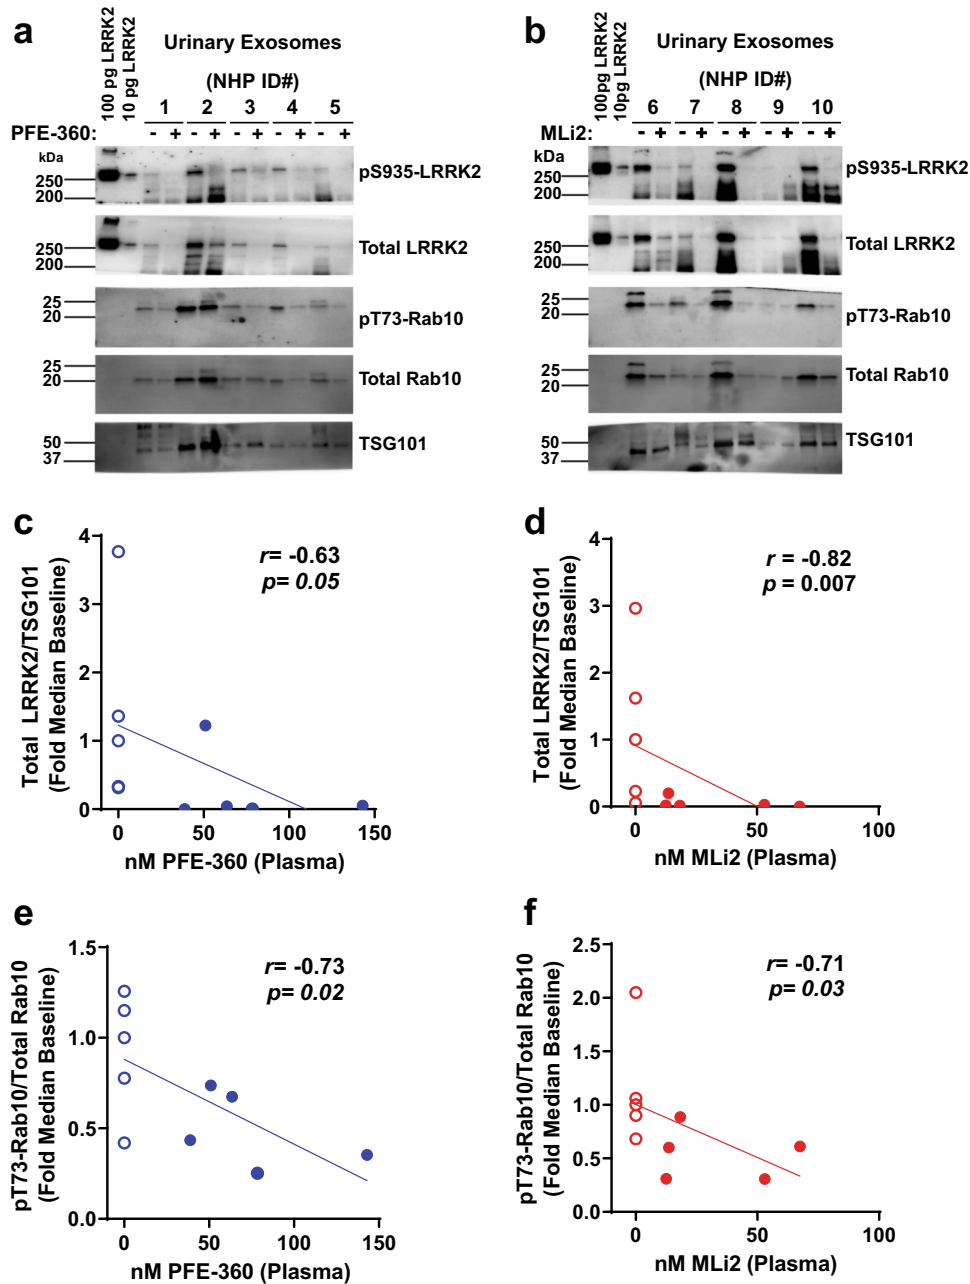 a
100 pg LRRK2
10 pg LRRK2
Urinary Exosomes
(NHP ID#)
1 2 3 4 5
PFE-360: - + - + - + - + - +
kDa
250
200
pS935-LRRK2
250
200
Total LRRK2
25
20
pT73-Rab10
25
20
Total Rab10
50
37
TSG101
b
100pg LRRK2
10pg LRRK2
Urinary Exosomes
(NHP ID#)
6 7 8 9 10
MLi2: - + - + - + - + - +
kDa
250
200
pS935-LRRK2
250
200
Total LRRK2
25
20
pT73-Rab10
25
20
Total Rab10
50
37
TSG101
c
Total LRRK2/TSG101
(Fold Median Baseline)
4
3
2
1
0
r= -0.63
p= 0.05
0 50 100 150
nM PFE-360 (Plasma)
d
Total LRRK2/TSG101
(Fold Median Baseline)
4
3
2
1
0
r = -0.82
p = 0.007
0 50 100
nM MLi2 (Plasma)
e
pT73-Rab10/Total Rab10
(Fold Median Baseline)
1.5
1.0
0.5
0.0
r= -0.73
p= 0.02
0 50 100 150
nM PFE-360 (Plasma)
f
pT73-Rab10/Total Rab10
(Fold Median Baseline)
2.5
2.0
1.5
1.0
0.5
0.0
r= -0.71
p= 0.03
0 50 100
nM MLi2 (Plasma)